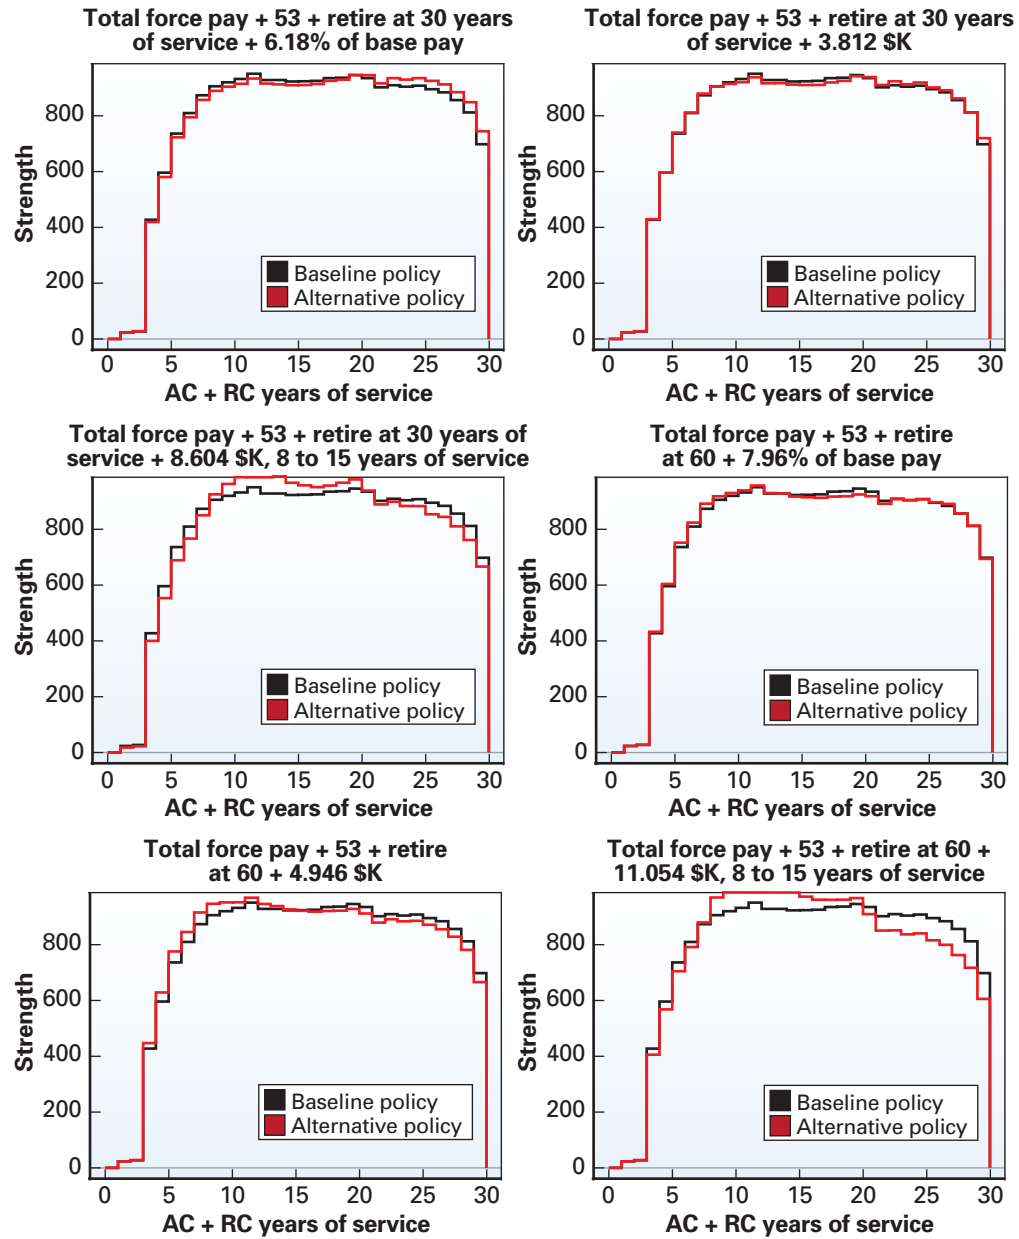 Total force pay + 53 + retire at 30 years
of service + 6.18% of base pay
Strength
800
600
400
200
0
Baseline policy
Alternative policy
0 5 10 15 20 25 30
AC + RC years of service
Total force pay + 53 + retire at 30 years
of service + 3.812 $K
Strength
800
600
400
200
0
Baseline policy
Alternative policy
0 5 10 15 20 25 30
AC + RC years of service
Total force pay + 53 + retire at 30 years of
service + 8.604 $K, 8 to 15 years of service
Strength
800
600
400
200
0
Baseline policy
Alternative policy
0 5 10 15 20 25 30
AC + RC years of service
Total force pay + 53 + retire
at 60 + 7.96% of base pay
Strength
800
600
400
200
0
Baseline policy
Alternative policy
0 5 10 15 20 25 30
AC + RC years of service
Total force pay + 53 + retire
at 60 + 4.946 $K
Strength
800
600
400
200
0
Baseline policy
Alternative policy
0 5 10 15 20 25 30
AC + RC years of service
Total force pay + 53 + retire at 60 +
11.054 $K, 8 to 15 years of service
Strength
800
600
400
200
0
Baseline policy
Alternative policy
0 5 10 15 20 25 30
AC + RC years of service